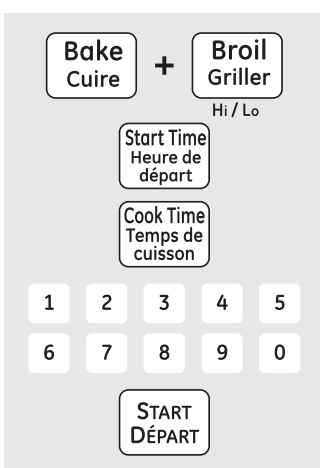 Bake + Broil
Cuire Griller
Hi / Lo
Start Time
Heure de
départ
Cook Time
Temps de
cuisson
1 2 3 4 5
6 7 8 9 0
START
DÉPART